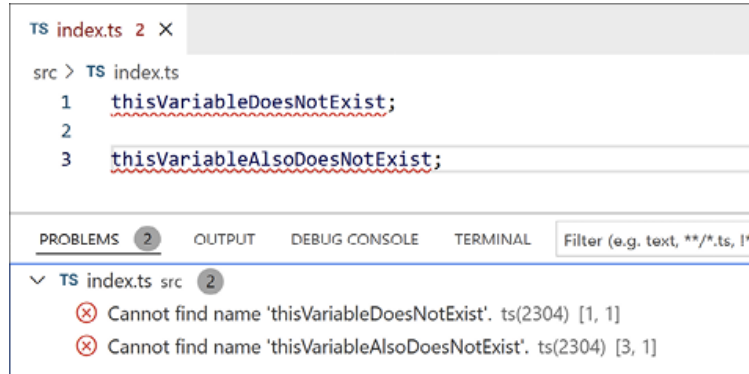 TS index.ts 2 ×
src > TS index.ts
1 thisVariableDoesNotExist;
2
3 thisVariableAlsoDoesNotExist;
PROBLEMS 2 OUTPUT DEBUG CONSOLE TERMINAL Filter (e.g. text, **/*.ts, !*
TS index.ts src 2
Cannot find name 'thisVariableDoesNotExist'. ts(2304) [1, 1]
Cannot find name 'thisVariableAlsoDoesNotExist'. ts(2304) [3, 1]